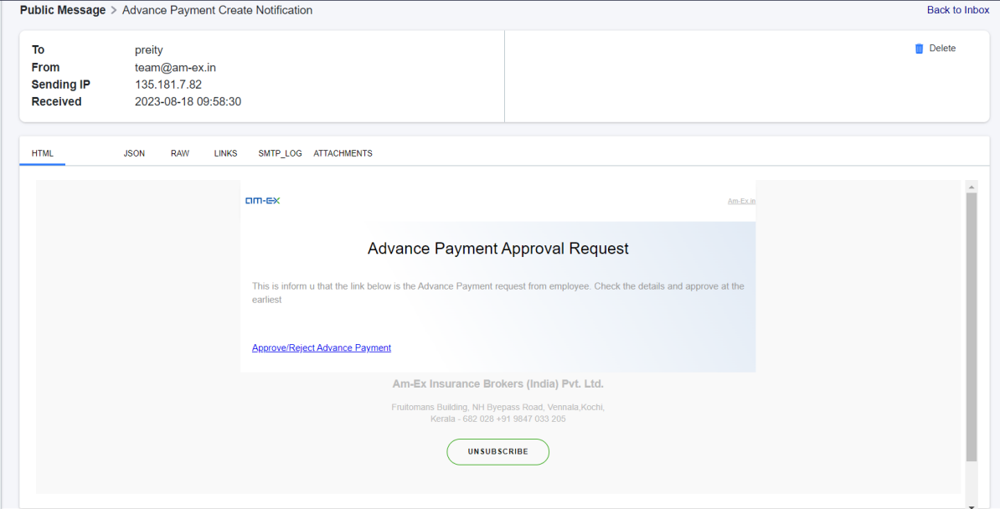 Public Message > Advance Payment Create Notification
Back to Inbox
To preity
From team@am-ex.in
Sending IP 135.181.7.82
Received 2023-08-18 09:58:30
Delete
HTML JSON RAW LINKS SMTP_LOG ATTACHMENTS
am-ex
Am-Ex.in
Advance Payment Approval Request
This is inform u that the link below is the Advance Payment request from employee. Check the details and approve at the
earliest
Approve/Reject Advance Payment
Am-Ex Insurance Brokers (India) Pvt. Ltd.
Fruitomans Building, NH Byepass Road, Vennala,Kochi,
Kerala - 682 028 +91 9847 033 205
UNSUBSCRIBE